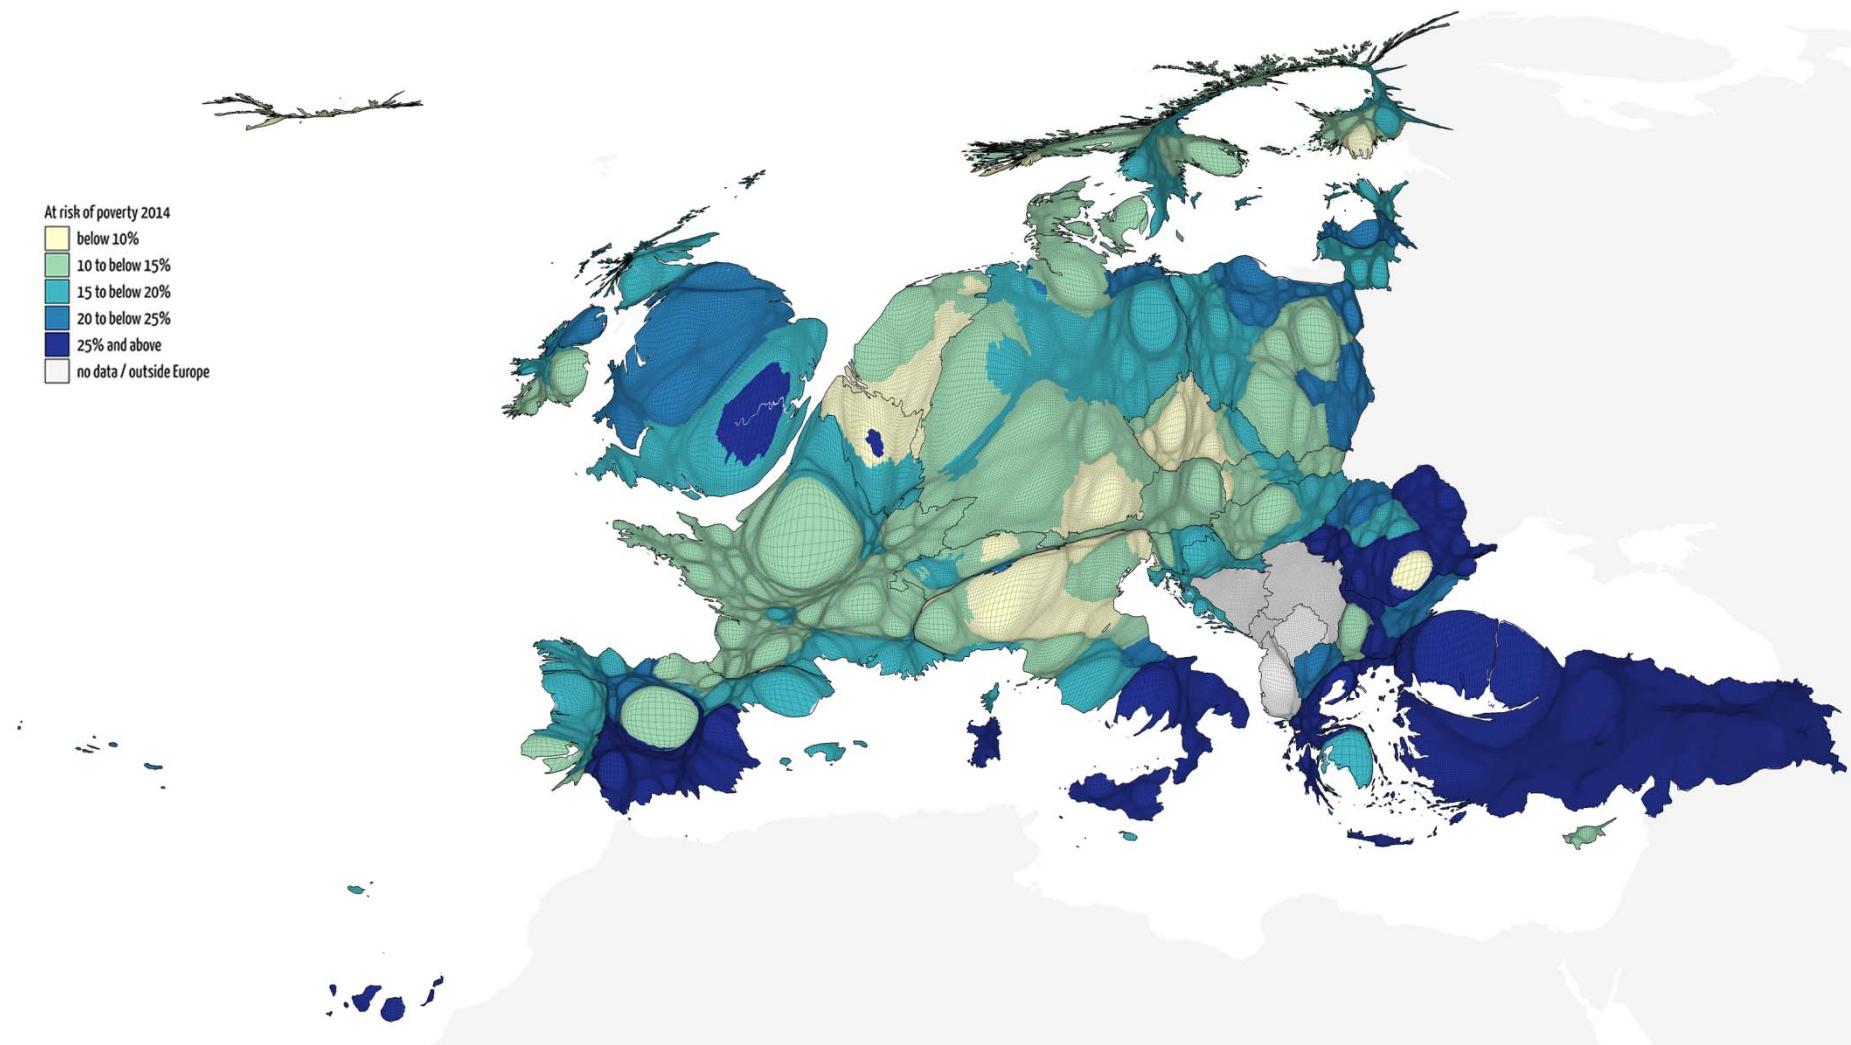 At risk of poverty 2014
below 10%
10 to below 15%
15 to below 20%
20 to below 25%
25% and above
no data / outside Europe